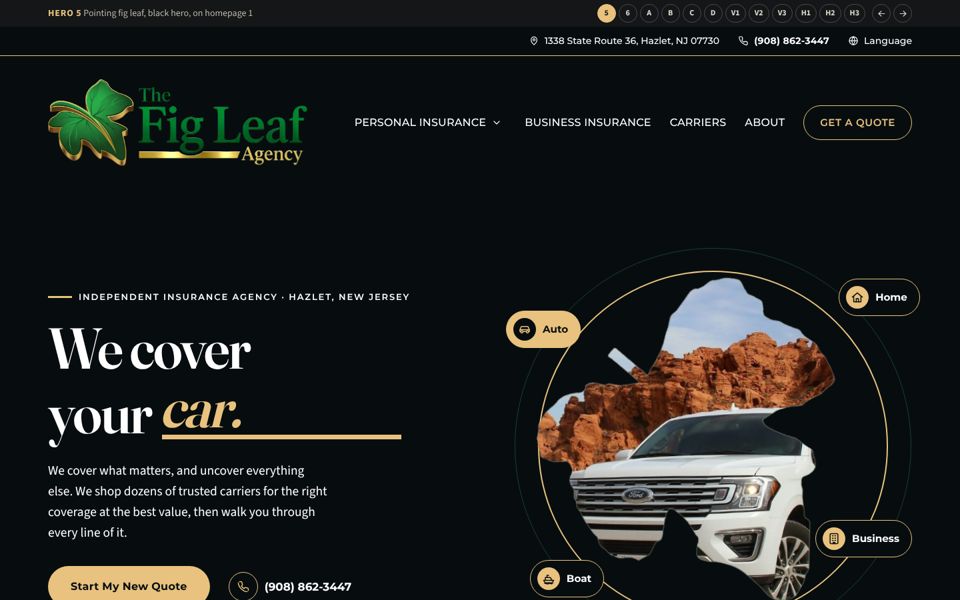 HERO 5 Pointing fig leaf, black hero, on homepage 1
5 6 A B C D V1 V2 V3 H1 H2 H3 ← →
1338 State Route 36, Hazlet, NJ 07730 (908) 862-3447 Language
The
Fig Leaf
Agency
PERSONAL INSURANCE BUSINESS INSURANCE CARRIERS ABOUT GET A QUOTE
INDEPENDENT INSURANCE AGENCY · HAZLET, NEW JERSEY
We cover
your car.
We cover what matters, and uncover everything
else. We shop dozens of trusted carriers for the right
coverage at the best value, then walk you through
every line of it.
Start My New Quote (908) 862-3447
Home
Auto
Ford
Business
Boat